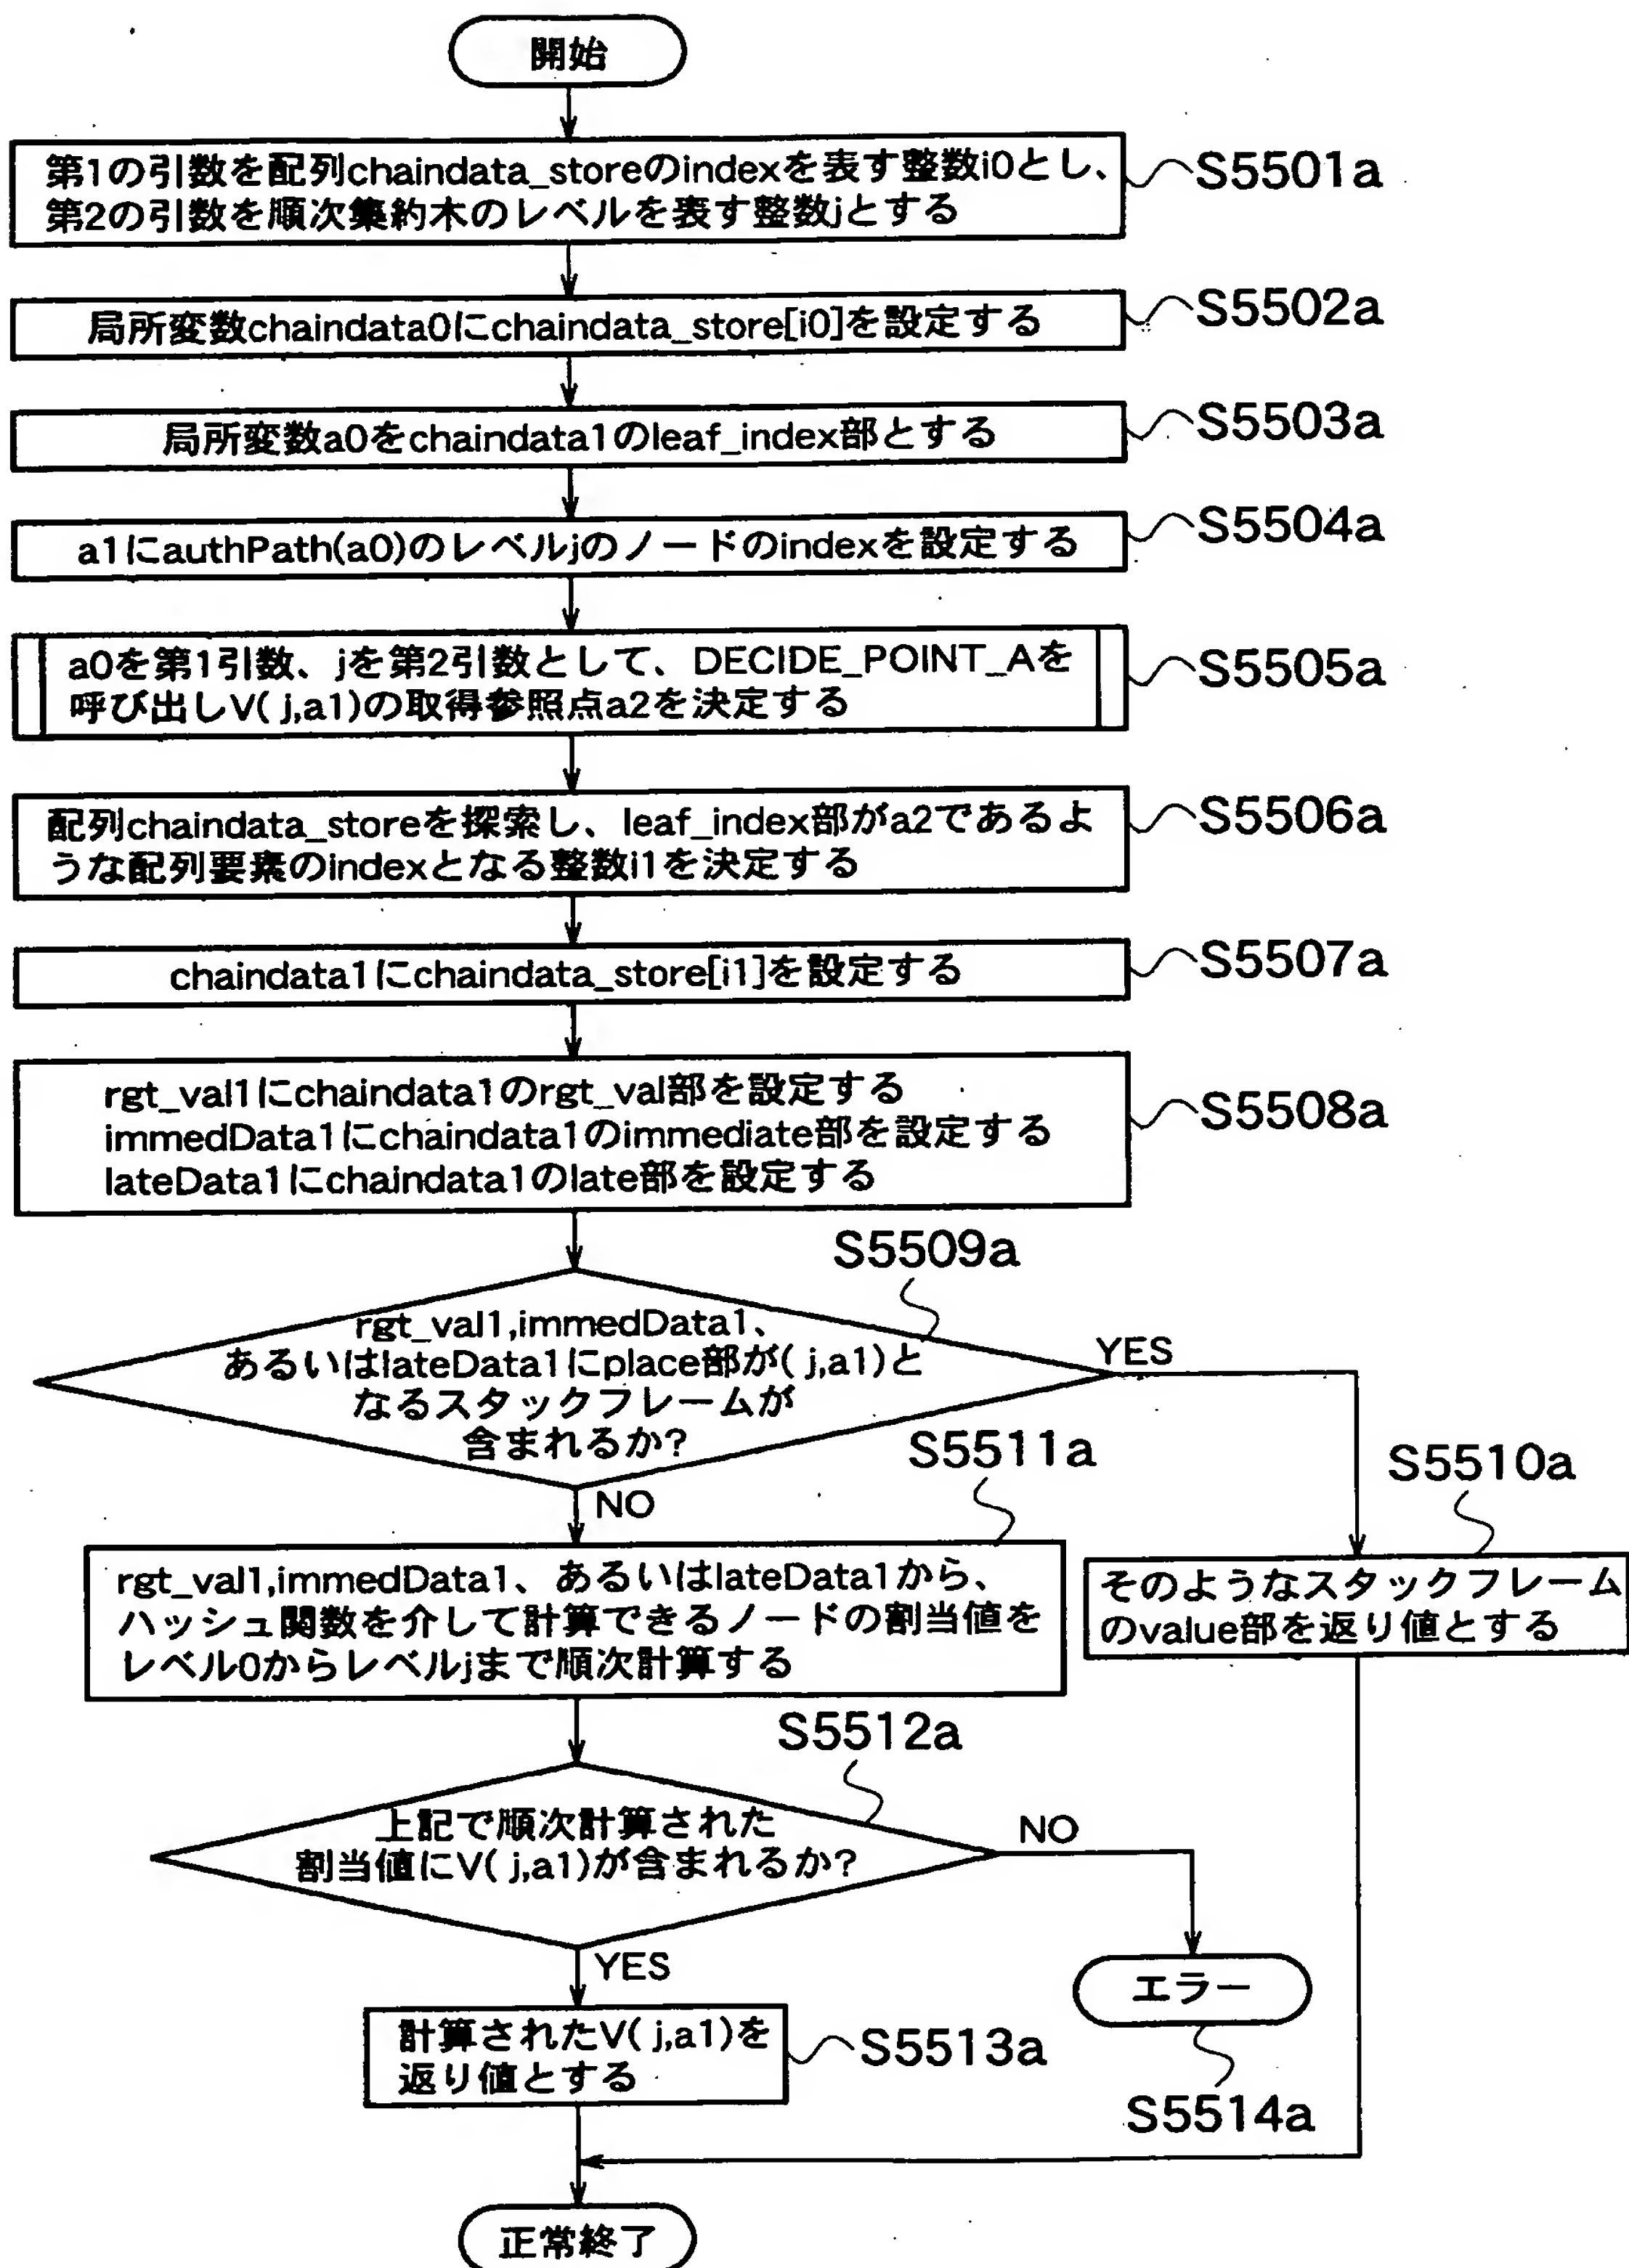 開始
第1の引数を配列chaindata_storeのindexを表す整数i0とし、
第2の引数を順次集約木のレベルを表す整数jとする
S5501a
局所変数chaindata0にchaindata_store[i0]を設定する
S5502a
局所変数a0をchaindata1のleaf_index部とする
S5503a
a1にauthPath(a0)のレベルjのノードのindexを設定する
S5504a
a0を第1引数、jを第2引数として、DECIDE_POINT_Aを
呼び出しV( j,a1)の取得参照点a2を決定する
S5505a
配列chaindata_storeを探索し、leaf_index部がa2であるよ
うな配列要素のindexとなる整数i1を決定する
S5506a
chaindata1にchaindata_store[i1]を設定する
S5507a
rgt_val1にchaindata1のrgt_val部を設定する
immedData1にchaindata1のimmediate部を設定する
lateData1にchaindata1のlate部を設定する
S5508a
S5509a
rgt_val1,immedData1、
あるいはlateData1にplace部が( j,a1)と
なるスタックフレームが
含まれるか?
YES
NO
S5511a
S5510a
rgt_val1,immedData1、あるいはlateData1から、
ハッシュ関数を介して計算できるノードの割当値を
レベル0からレベルjまで順次計算する
そのようなスタックフレーム
のvalue部を返り値とする
S5512a
上記で順次計算された
割当値にV( j,a1)が含まれるか?
NO
YES
エラー
S5514a
計算されたV( j,a1)を
返り値とする
S5513a
正常終了